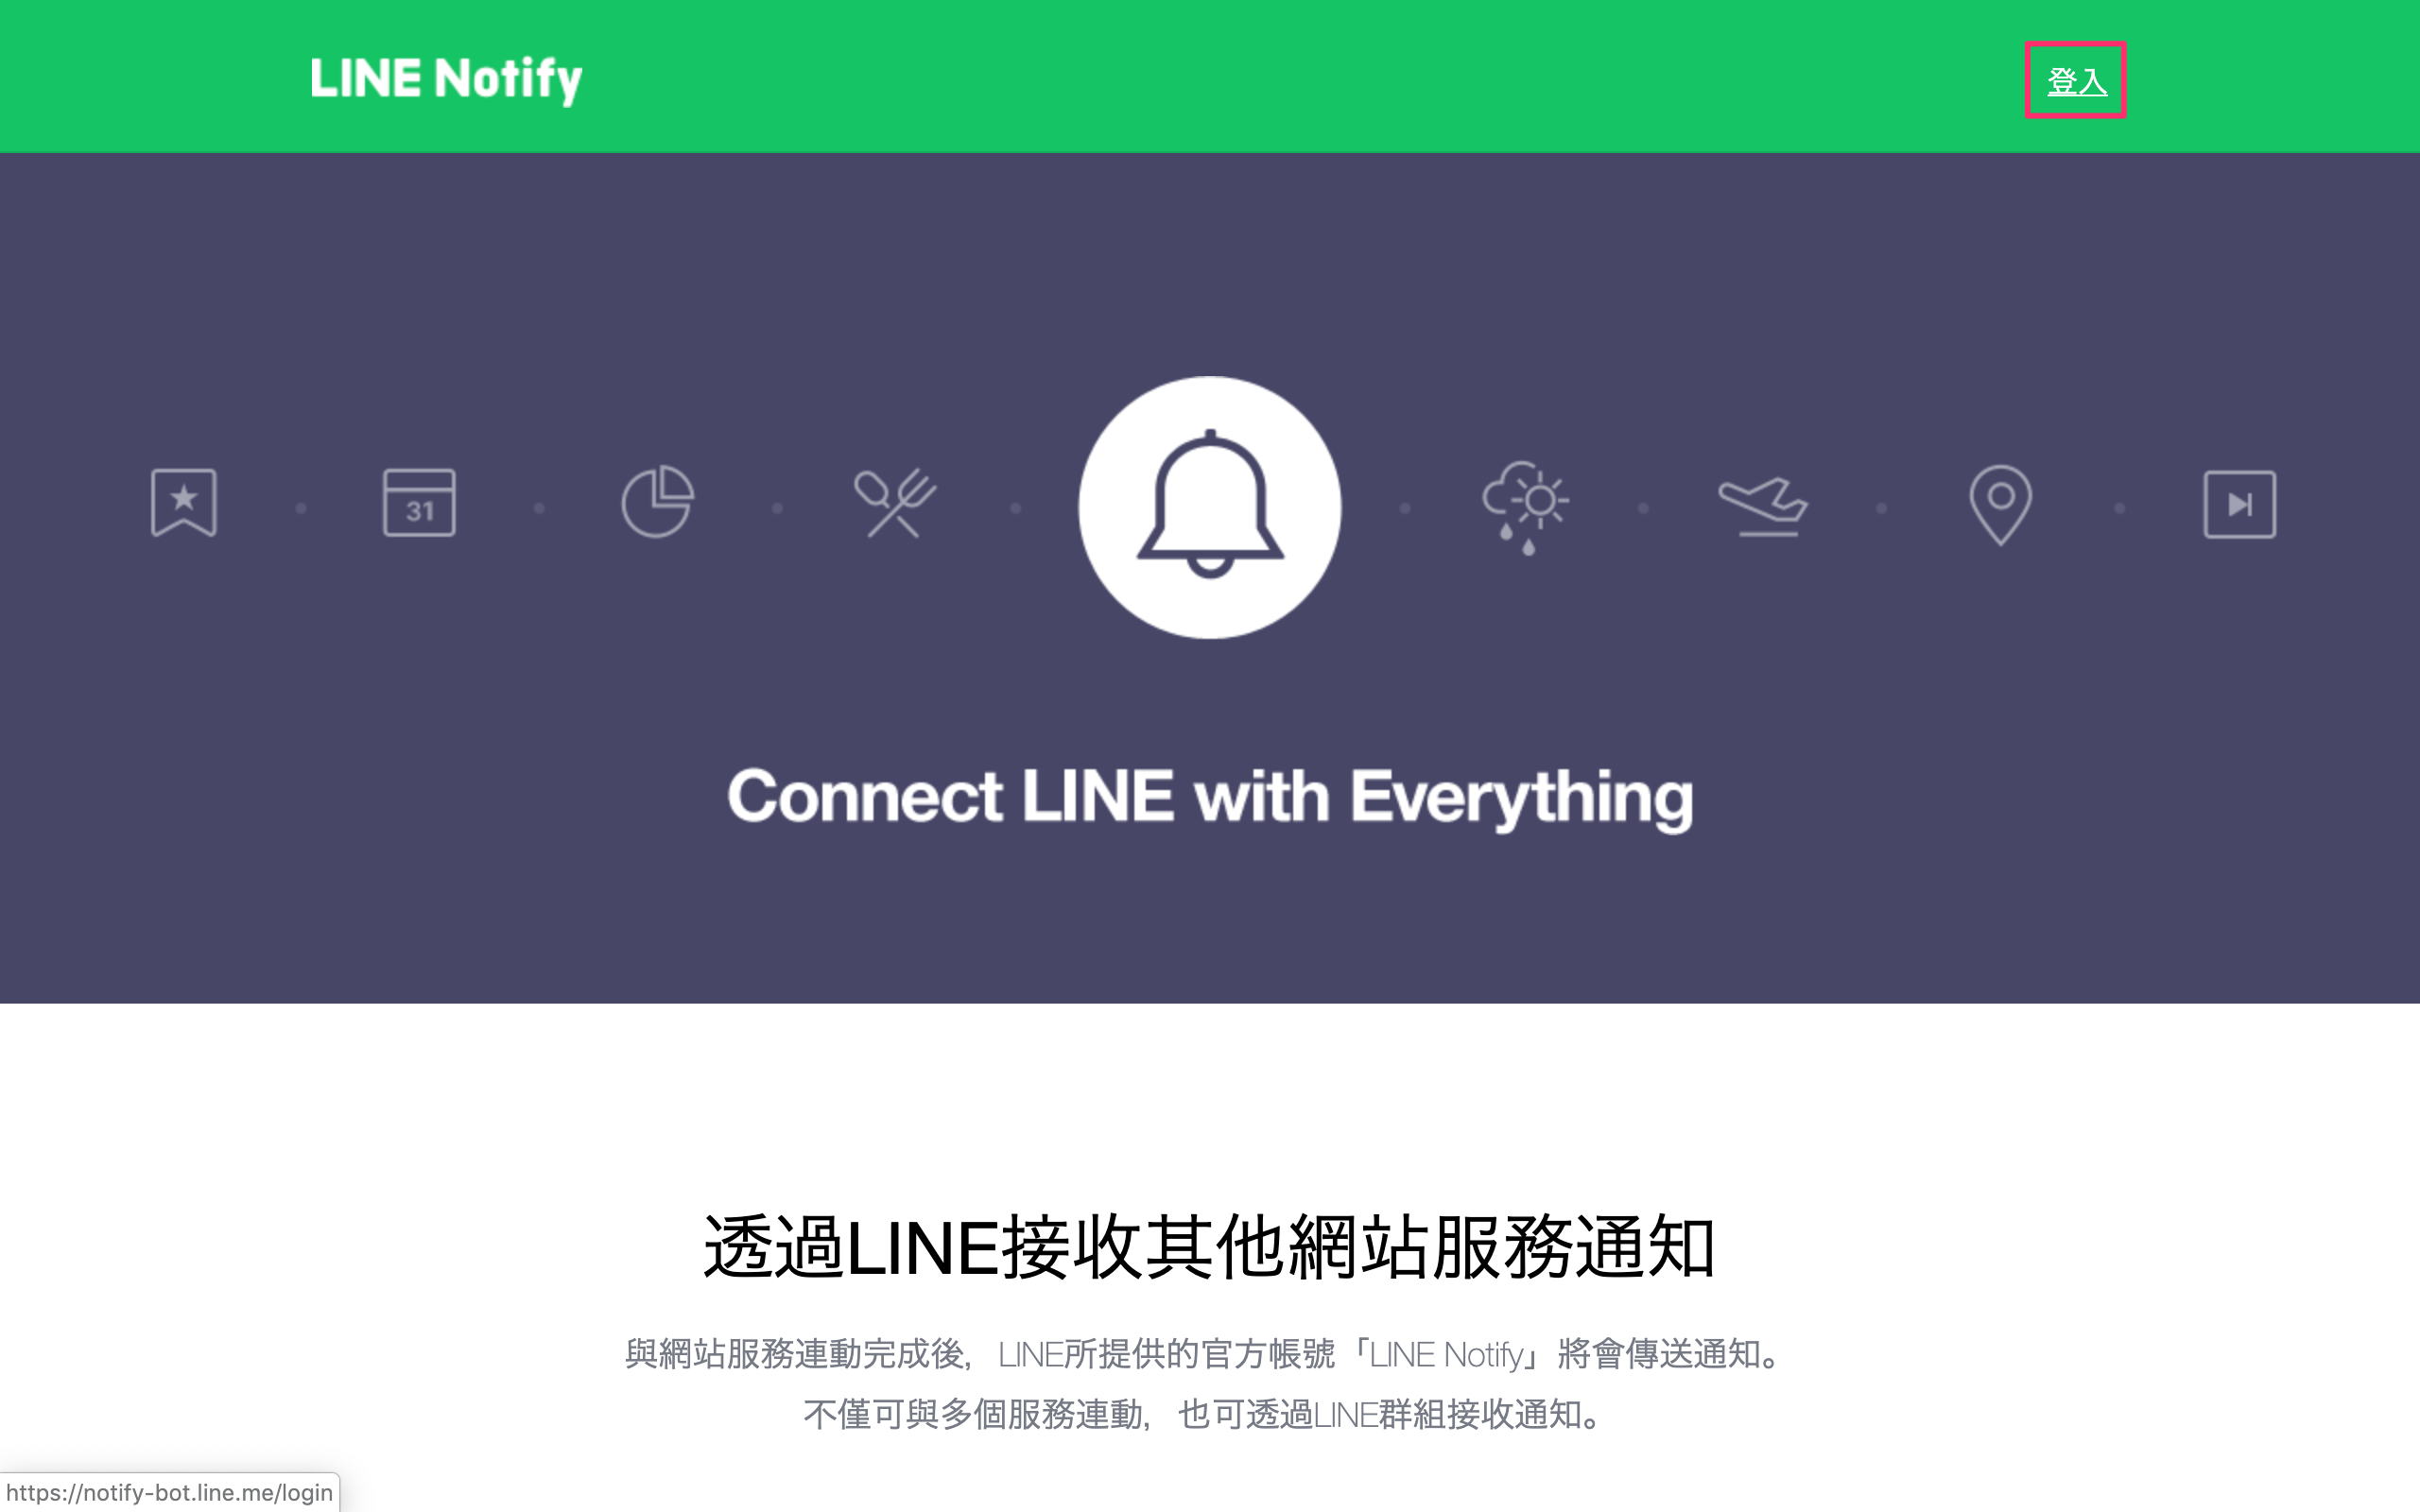 LINE Notify
登入
31
Connect LINE with Everything
透過LINE接收其他網站服務通知
與網站服務連動完成後，LINE所提供的官方帳號「LINE Notify」將會傳送通知。
不僅可與多個服務連動，也可透過LINE群組接收通知。
https://notify-bot.line.me/login